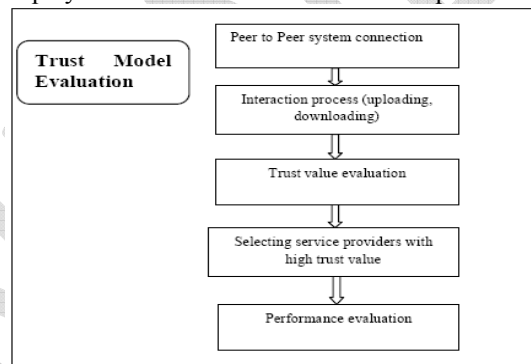 Trust Model
Evaluation
Peer to Peer system connection
Interaction process (uploading,
downloading)
Trust value evaluation
Selecting service providers with
high trust value
Performance evaluation